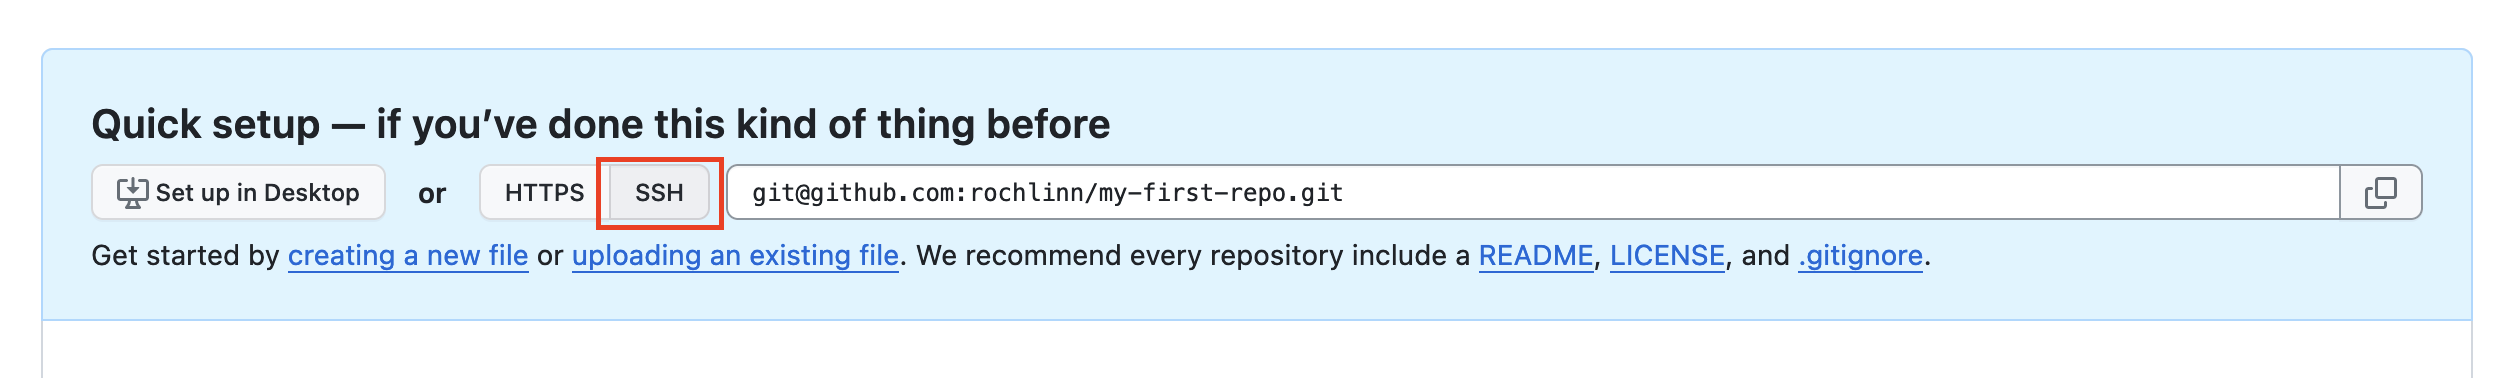 Quick setup — if you’ve done this kind of thing before
Set up in Desktop or HTTPS SSH git@github.com:rochlinn/my-first-repo.git
Get started by creating a new file or uploading an existing file. We recommend every repository include a README, LICENSE, and .gitignore.